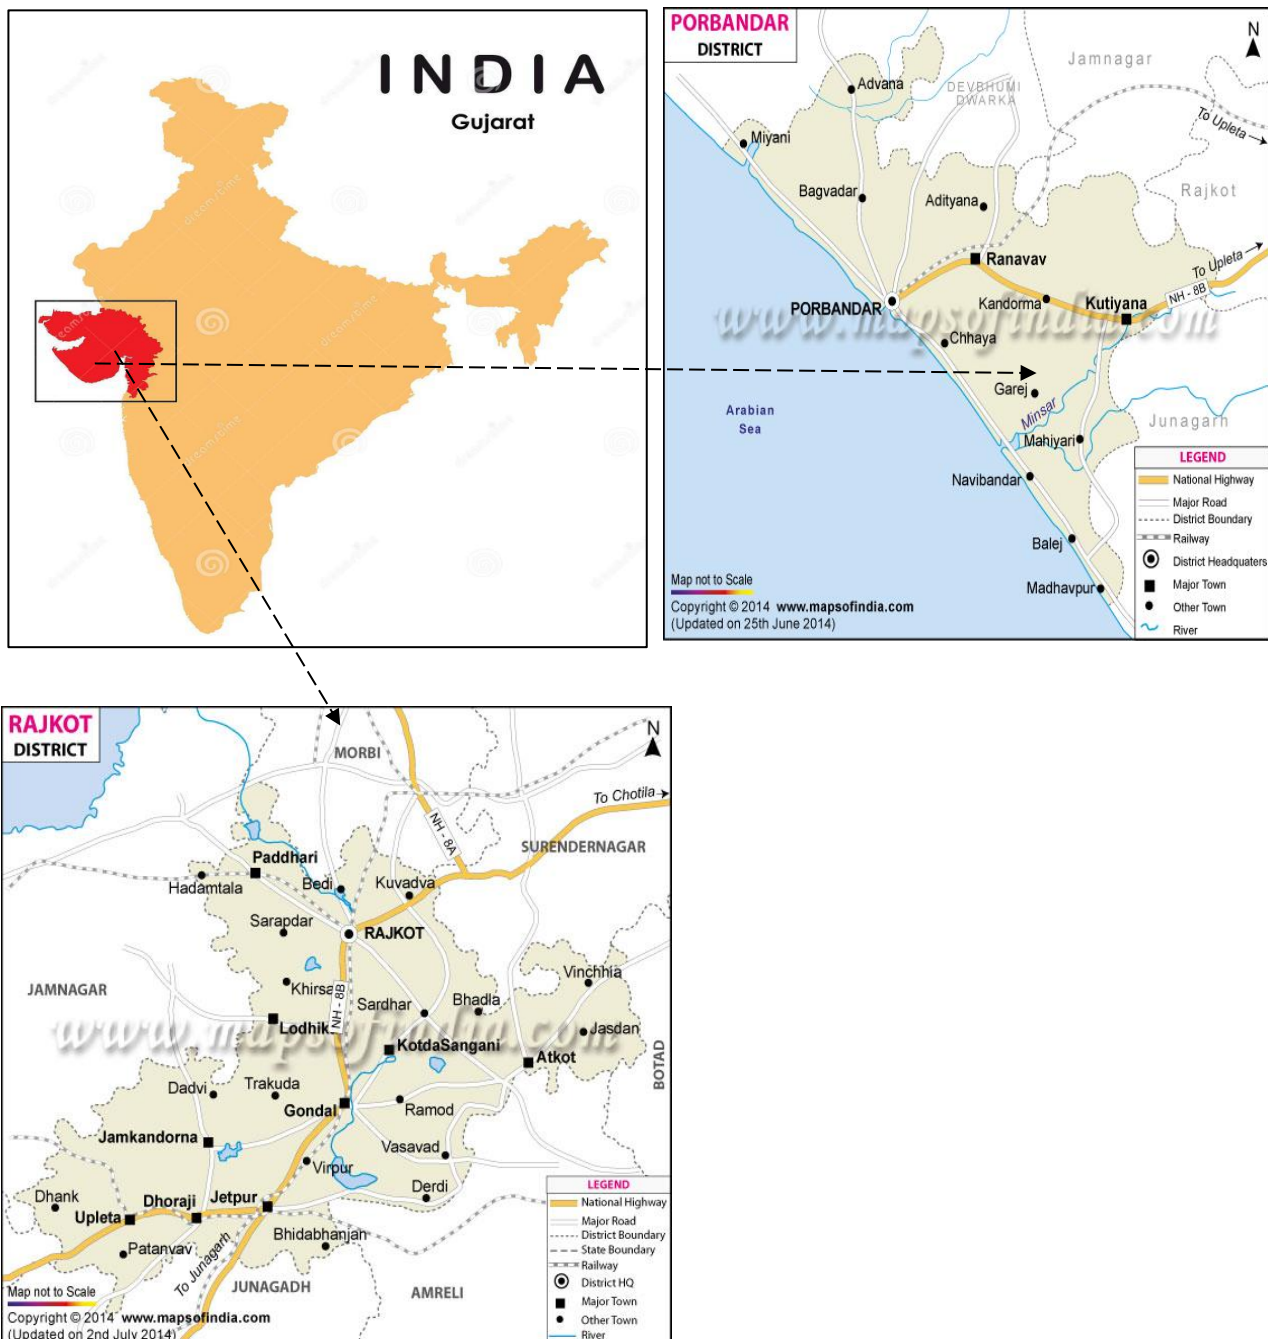 INDIA
Gujarat
PORBANDAR
DISTRICT
N
Jamnagar
Advana
DEVBHUMI
DWARKA
To Upleta
Miyani
Bagvadar
Adityana
Rajkot
Ranavav
To Upleta
NH - 8B
PORBANDAR
Kandorma
Kutiyana
www.mapsofindia.com
Chhaya
Garej
Arabian
Sea
Minsar
Junagarh
Mahiyari
Navibandar
Balej
Madhavpur
LEGEND
National Highway
Major Road
District Boundary
Railway
District Headquaters
Major Town
Other Town
River
Map not to Scale
Copyright © 2014 www.mapsofindia.com
(Updated on 25th June 2014)
RAJKOT
DISTRICT
N
MORBI
To Chotila
NH - 8A
SURENDERNAGAR
Paddhari
Hadamtala
Bedi
Kuvadva
Sarapdar
RAJKOT
JAMNAGAR
Khirsa
NH - 8B
Sardhar
Bhadla
Vinchhia
Lodhik
Jasdan
www.mapsofindia.com
KotdaSangani
Atkot
BOTAD
Dadvi
Trakuda
Gondal
Ramod
Jamkandorna
Vasavad
Virpur
Dhank
Dhoraji
Jetpur
Derdi
Upleta
Patanvav
To Junagarh
Bhidabhanjan
JUNAGADH
AMRELI
LEGEND
National Highway
Major Road
District Boundary
State Boundary
Railway
District HQ
Major Town
Other Town
River
Map not to Scale
Copyright © 2014 www.mapsofindia.com
(Updated on 2nd July 2014)